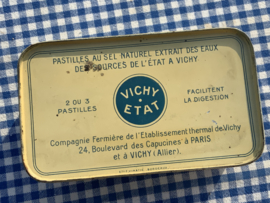 PASTILLES AU SEL NATUREL EXTRAIT DES EAUX
DES SOURCES DE L'ÉTAT A VICHY
VICHY
ÉTAT
2 OU 3
PASTILLES
FACILITENT
LA DIGESTION
Compagnie Fermière de l'Etablissement thermal de Vichy
24, Boulevard des Capucines à PARIS
et à VICHY (Allier).